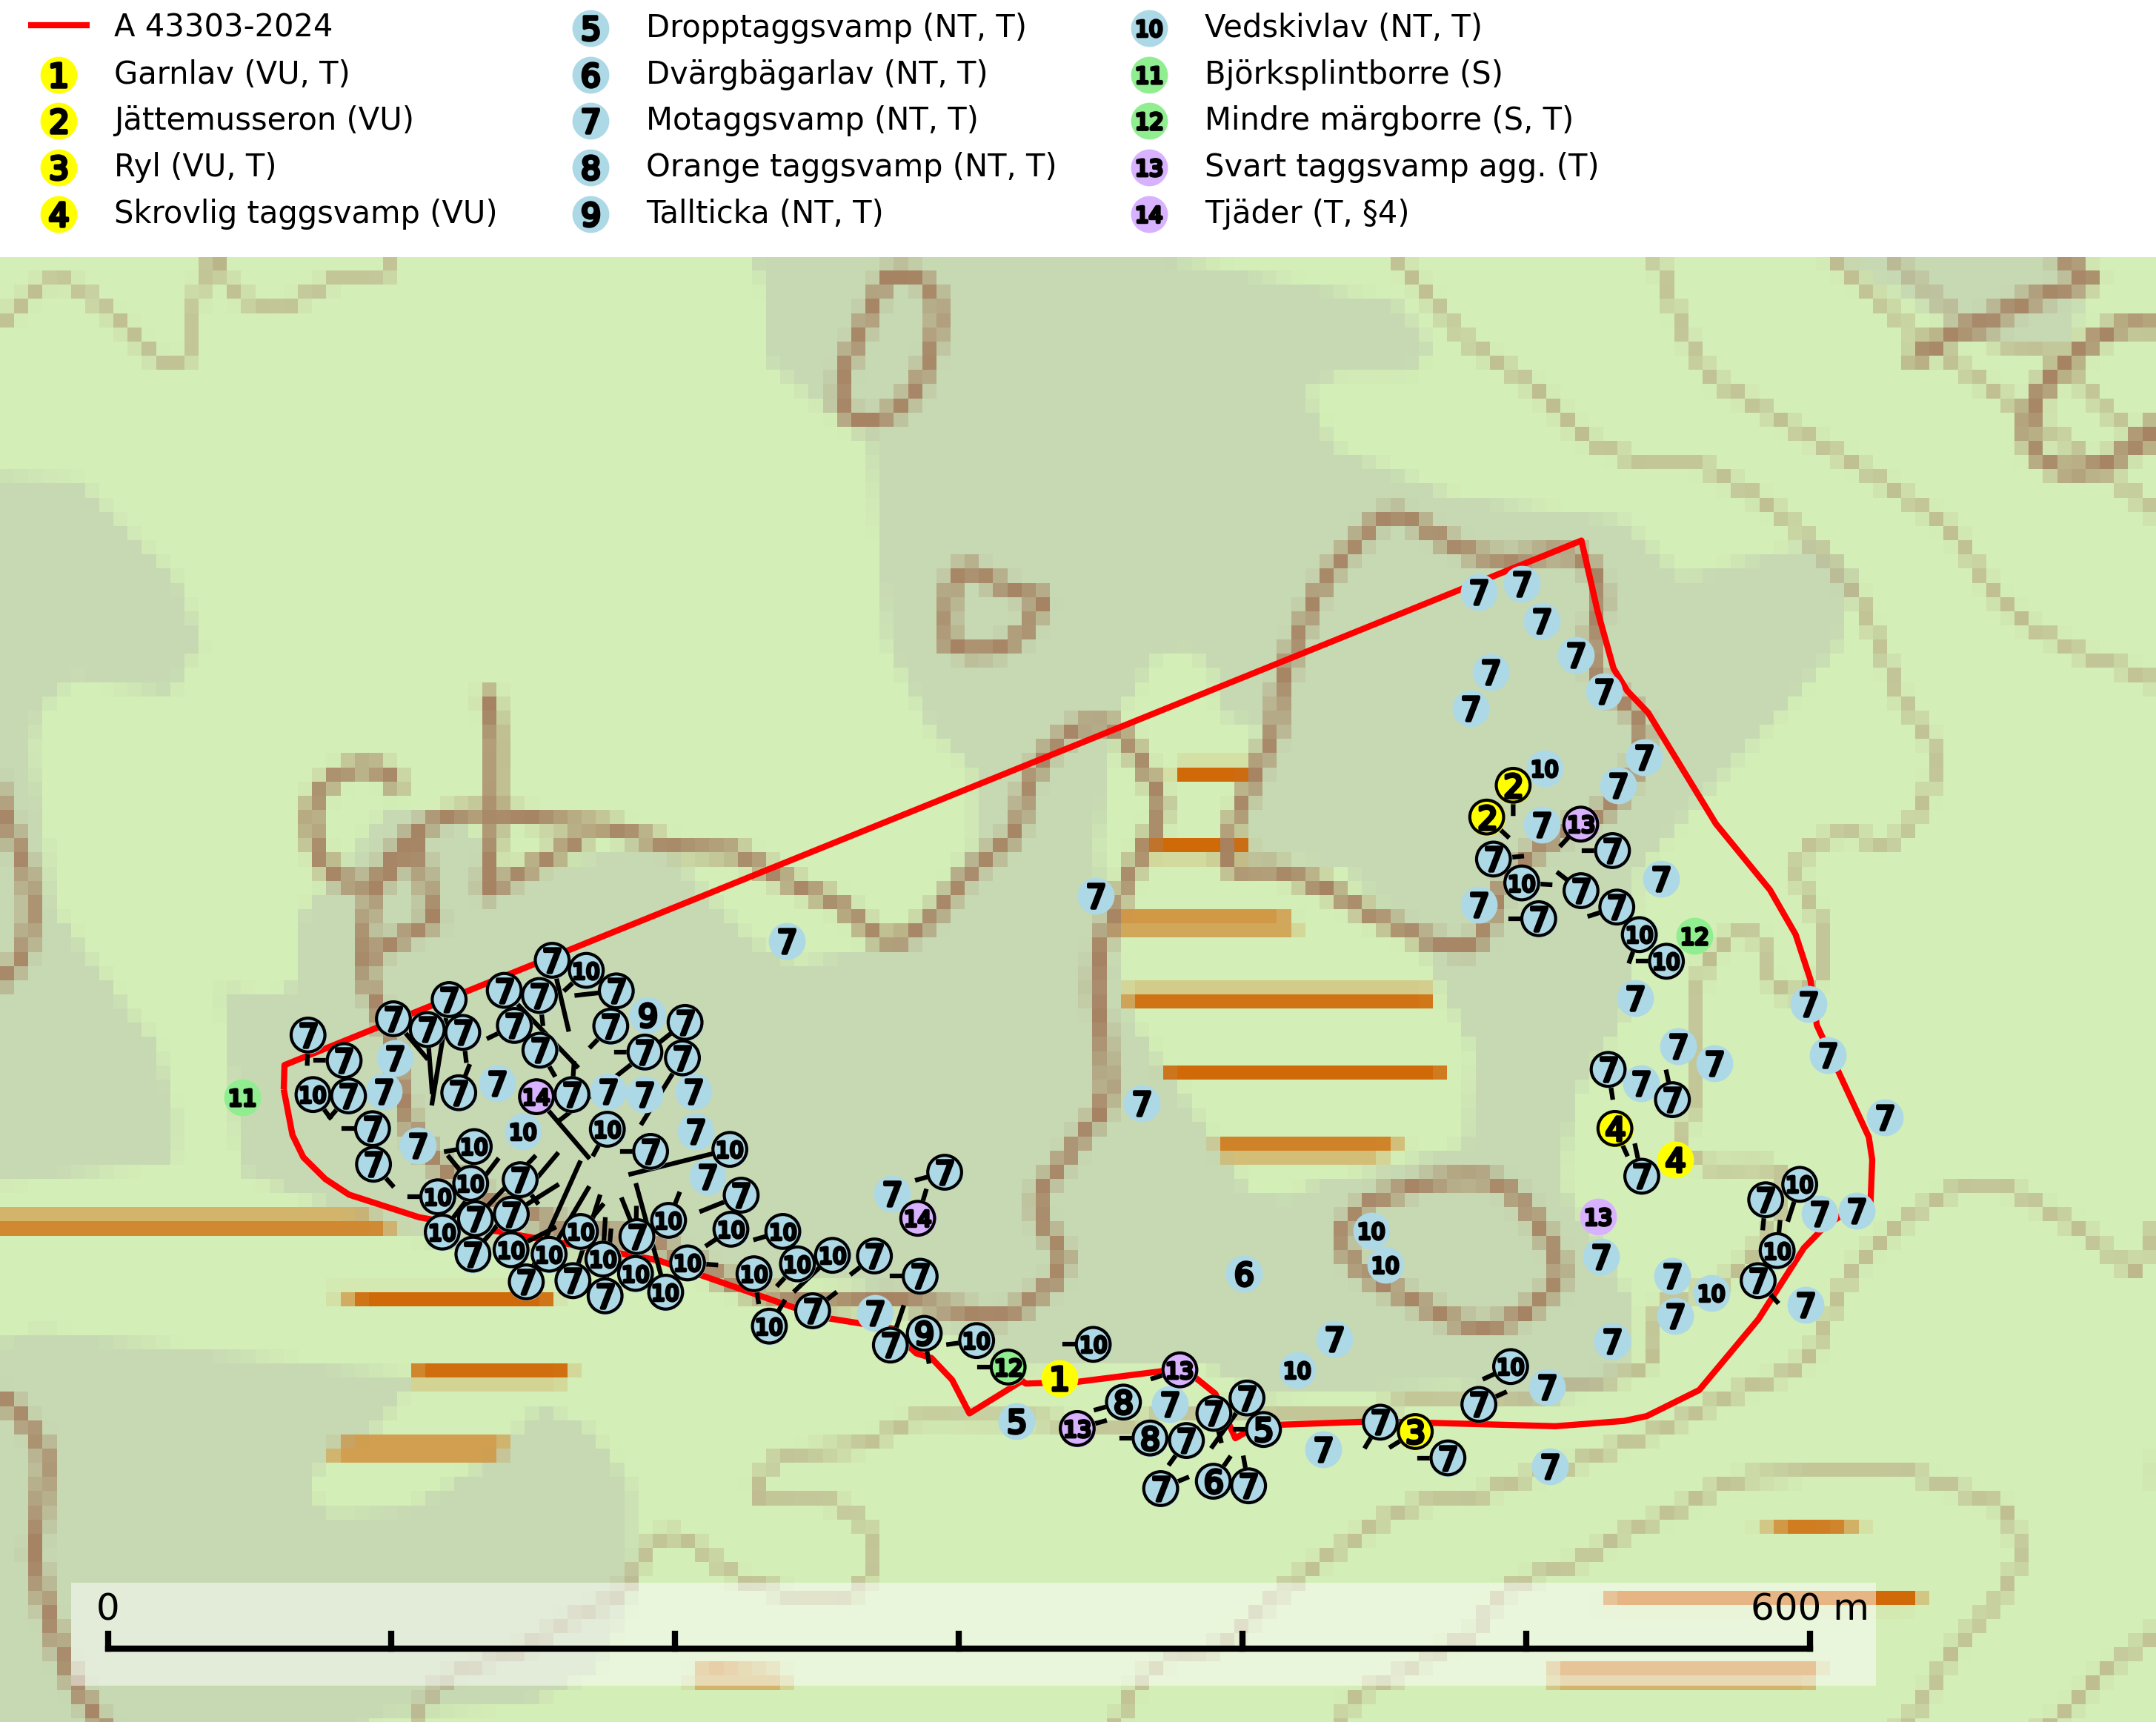 A 43303-2024
1 Garnlav (VU, T)
2 Jättemusseron (VU)
3 Ryl (VU, T)
4 Skrovlig taggsvamp (VU)
5 Dropptaggsvamp (NT, T)
6 Dvärgbägarlav (NT, T)
7 Motaggsvamp (NT, T)
8 Orange taggsvamp (NT, T)
9 Tallticka (NT, T)
10 Vedskivlav (NT, T)
11 Björksplintborre (S)
12 Mindre märgborre (S, T)
13 Svart taggsvamp agg. (T)
14 Tjäder (T, §4)
0 600 m